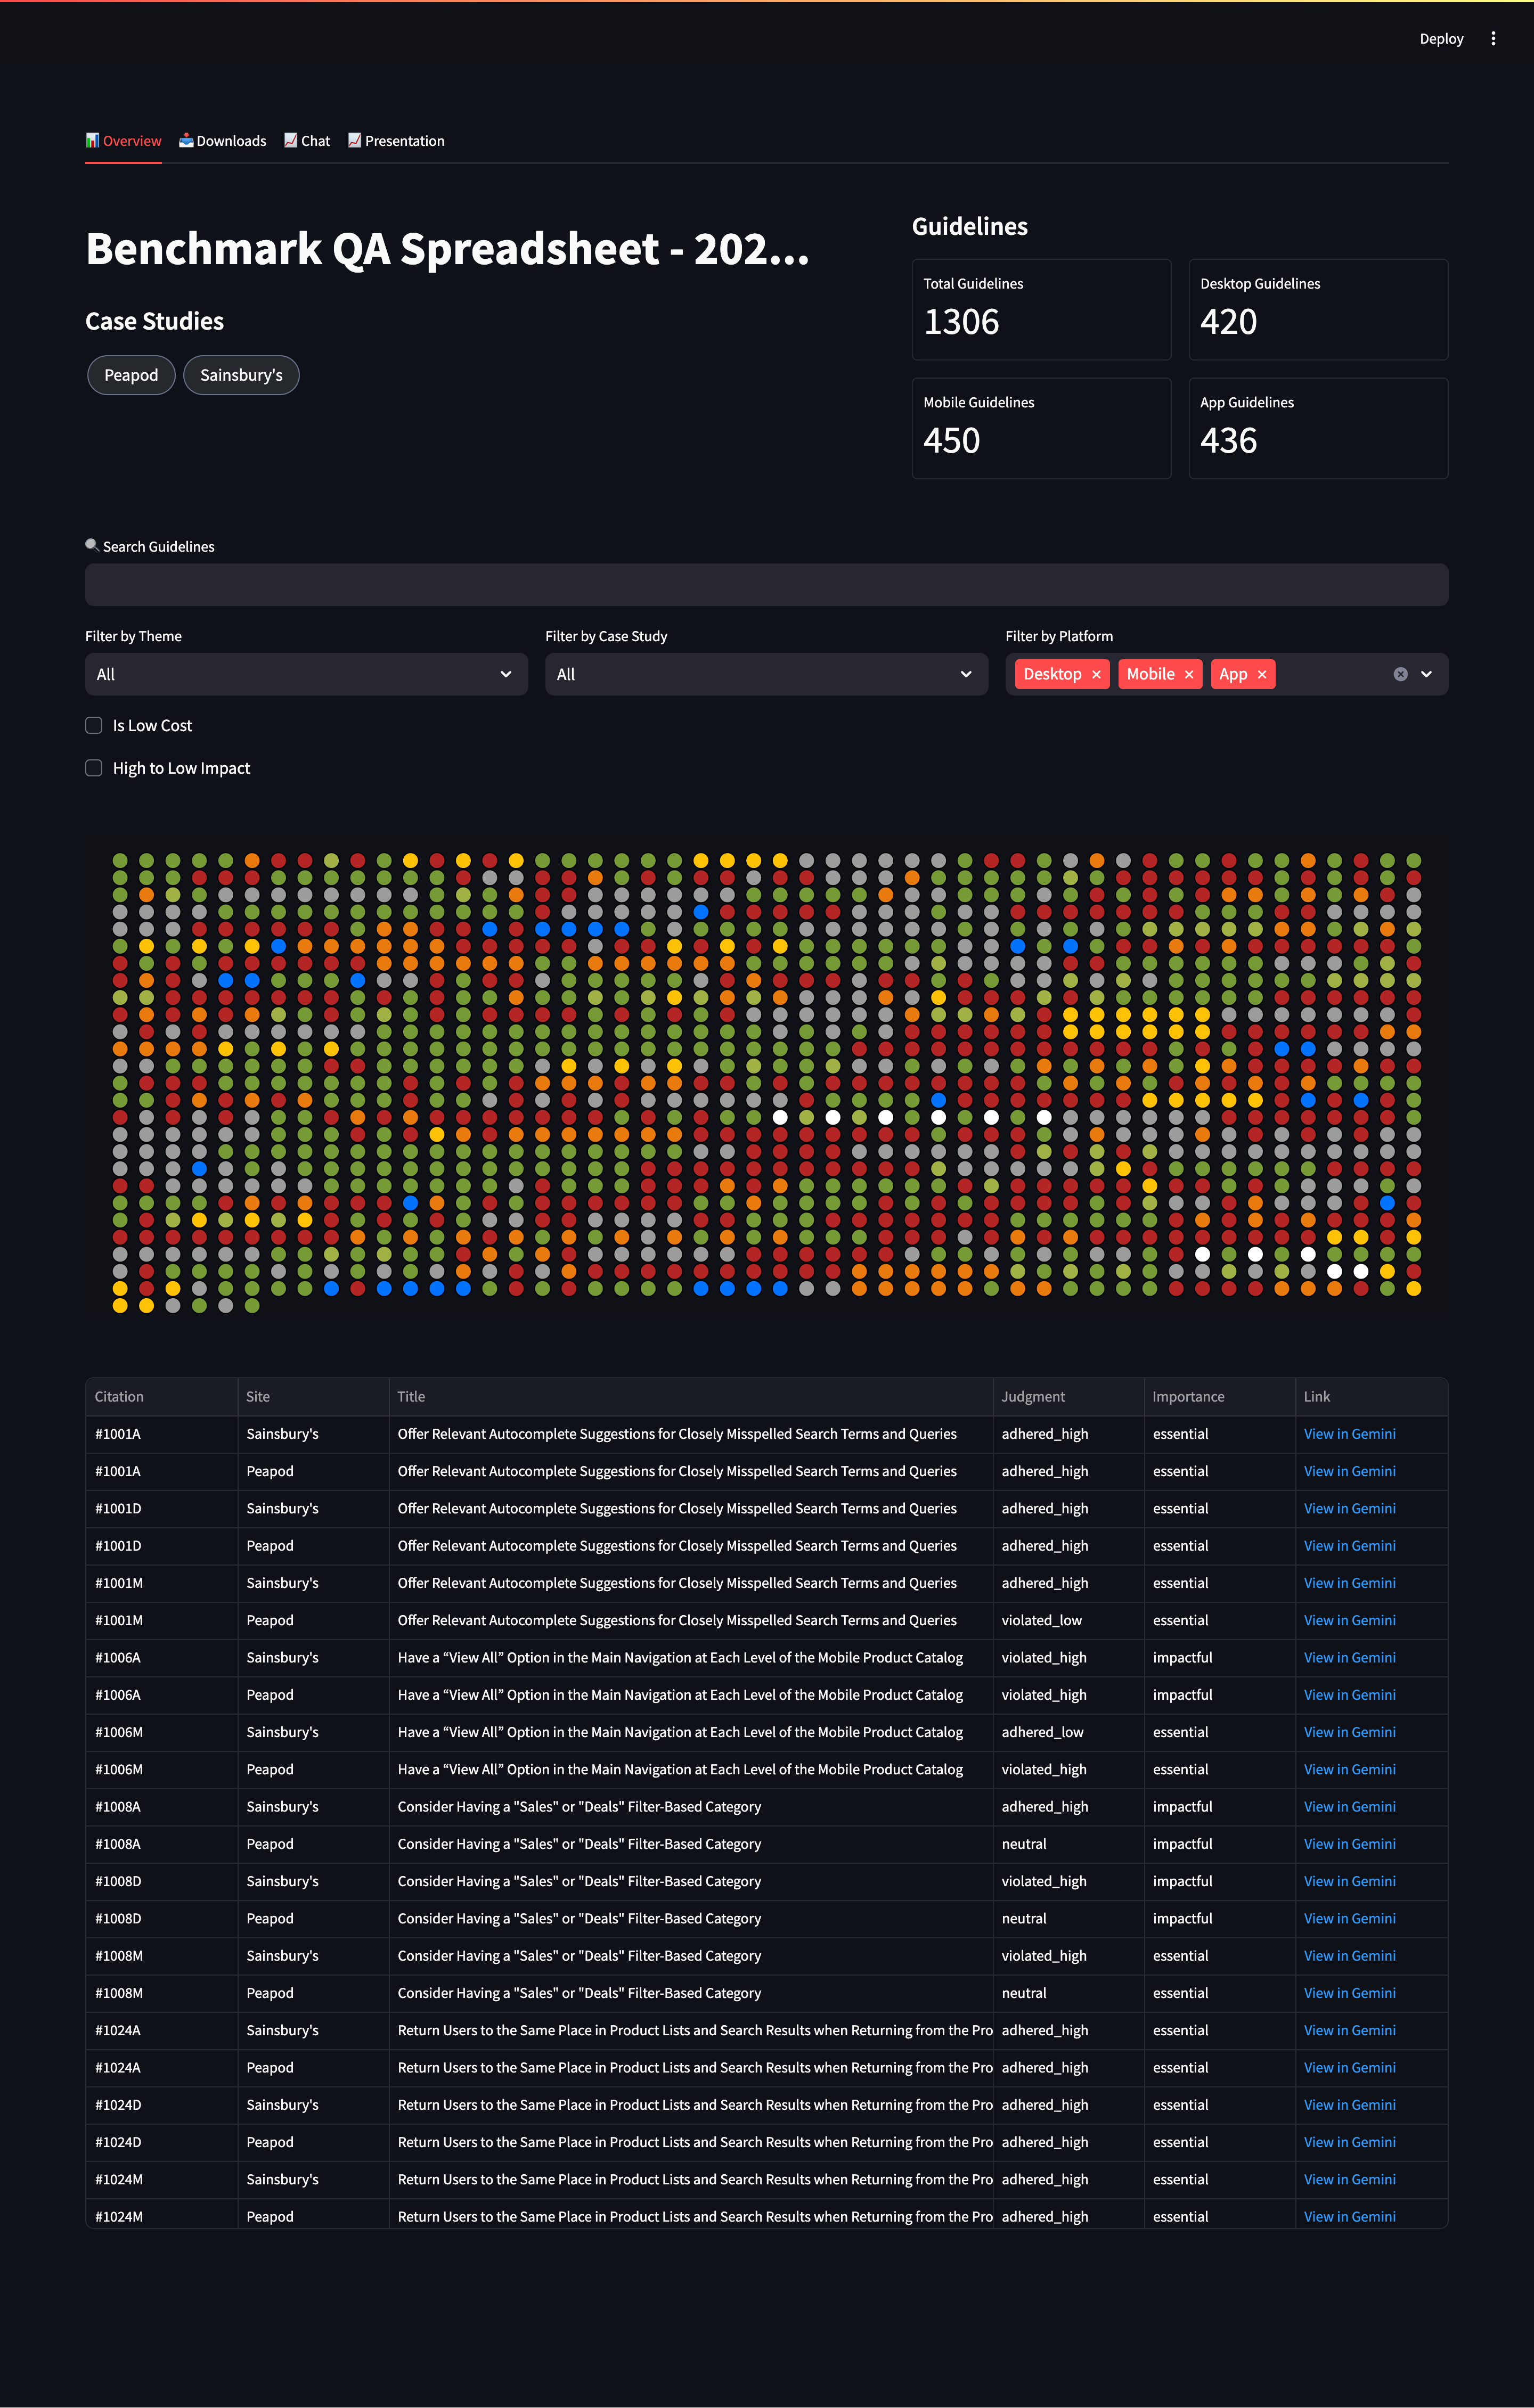 Deploy
Overview Downloads Chat Presentation
Benchmark QA Spreadsheet - 202...
Case Studies
Peapod Sainsbury's
Guidelines
Total Guidelines
1306
Desktop Guidelines
420
Mobile Guidelines
450
App Guidelines
436
Search Guidelines
Filter by Theme
All
Filter by Case Study
All
Filter by Platform
Desktop Mobile App
Is Low Cost
High to Low Impact
Citation Site Title Judgment Importance Link
#1001A Sainsbury's Offer Relevant Autocomplete Suggestions for Closely Misspelled Search Terms and Queries adhered_high essential View in Gemini
#1001A Peapod Offer Relevant Autocomplete Suggestions for Closely Misspelled Search Terms and Queries adhered_high essential View in Gemini
#1001D Sainsbury's Offer Relevant Autocomplete Suggestions for Closely Misspelled Search Terms and Queries adhered_high essential View in Gemini
#1001D Peapod Offer Relevant Autocomplete Suggestions for Closely Misspelled Search Terms and Queries adhered_high essential View in Gemini
#1001M Sainsbury's Offer Relevant Autocomplete Suggestions for Closely Misspelled Search Terms and Queries adhered_high essential View in Gemini
#1001M Peapod Offer Relevant Autocomplete Suggestions for Closely Misspelled Search Terms and Queries violated_low essential View in Gemini
#1006A Sainsbury's Have a “View All” Option in the Main Navigation at Each Level of the Mobile Product Catalog violated_high impactful View in Gemini
#1006A Peapod Have a “View All” Option in the Main Navigation at Each Level of the Mobile Product Catalog violated_high impactful View in Gemini
#1006M Sainsbury's Have a “View All” Option in the Main Navigation at Each Level of the Mobile Product Catalog adhered_low essential View in Gemini
#1006M Peapod Have a “View All” Option in the Main Navigation at Each Level of the Mobile Product Catalog violated_high essential View in Gemini
#1008A Sainsbury's Consider Having a "Sales" or "Deals" Filter-Based Category adhered_high impactful View in Gemini
#1008A Peapod Consider Having a "Sales" or "Deals" Filter-Based Category neutral impactful View in Gemini
#1008D Sainsbury's Consider Having a "Sales" or "Deals" Filter-Based Category violated_high impactful View in Gemini
#1008D Peapod Consider Having a "Sales" or "Deals" Filter-Based Category neutral impactful View in Gemini
#1008M Sainsbury's Consider Having a "Sales" or "Deals" Filter-Based Category violated_high essential View in Gemini
#1008M Peapod Consider Having a "Sales" or "Deals" Filter-Based Category neutral essential View in Gemini
#1024A Sainsbury's Return Users to the Same Place in Product Lists and Search Results when Returning from the Pro adhered_high essential View in Gemini
#1024A Peapod Return Users to the Same Place in Product Lists and Search Results when Returning from the Pro adhered_high essential View in Gemini
#1024D Sainsbury's Return Users to the Same Place in Product Lists and Search Results when Returning from the Pro adhered_high essential View in Gemini
#1024D Peapod Return Users to the Same Place in Product Lists and Search Results when Returning from the Pro adhered_high essential View in Gemini
#1024M Sainsbury's Return Users to the Same Place in Product Lists and Search Results when Returning from the Pro adhered_high essential View in Gemini
#1024M Peapod Return Users to the Same Place in Product Lists and Search Results when Returning from the Pro adhered_high essential View in Gemini